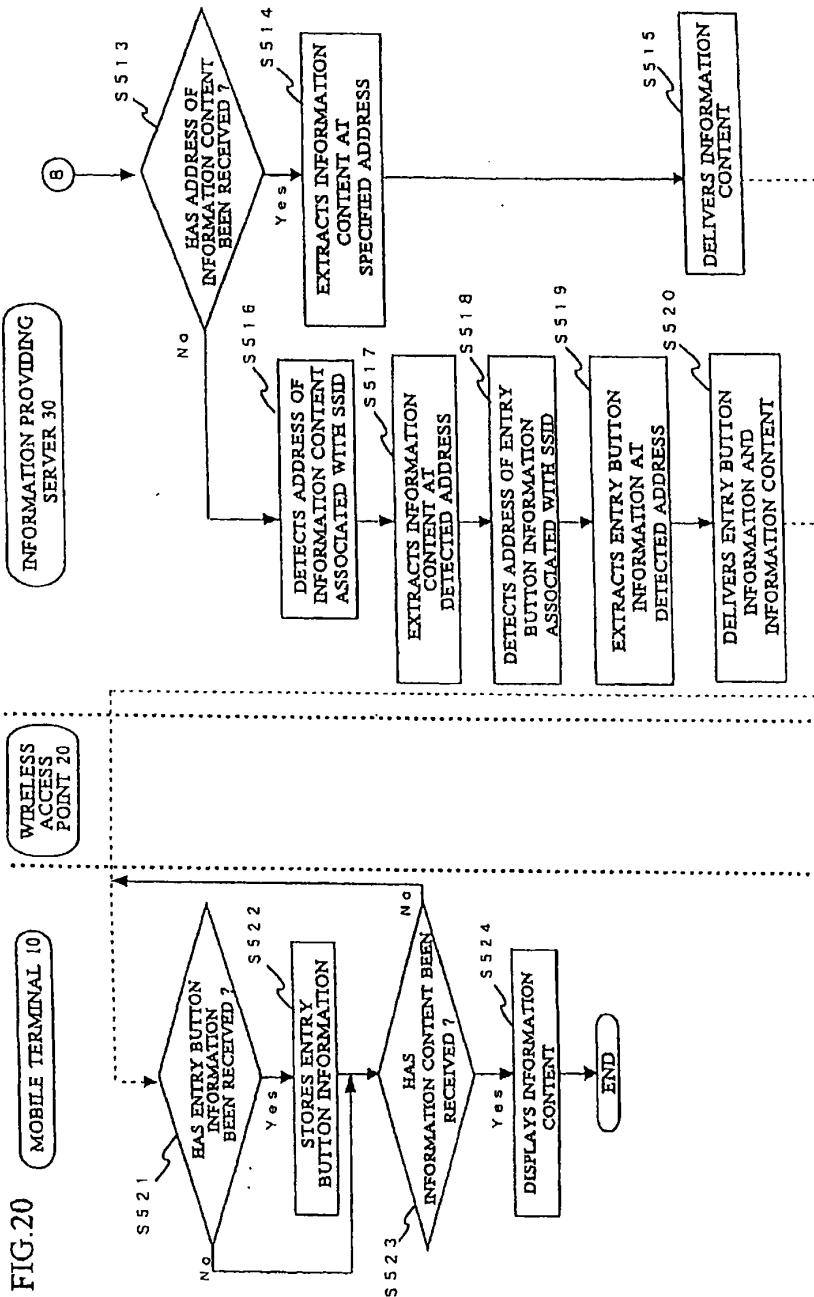 FIG.20
MOBILE TERMINAL 10
WIRELESS
ACCESS
POINT 20
INFORMATION PROVIDING
SERVER 30
B
S513
HAS ADDRESS OF
INFORMATION CONTENT
BEEN RECEIVED ?
No
Yes
S514
EXTRACTS INFORMATION
CONTENT AT
SPECIFIED ADDRESS
S515
DELIVERS INFORMATION
CONTENT
S516
DETECTS ADDRESS OF
INFORMATION CONTENT
ASSOCIATED WITH SSID
S517
EXTRACTS INFORMATION
CONTENT AT
DETECTED ADDRESS
S518
DETECTS ADDRESS OF ENTRY
BUTTON INFORMATION
ASSOCIATED WITH SSID
S519
EXTRACTS ENTRY BUTTON
INFORMATION AT
DETECTED ADDRESS
S520
DELIVERS ENTRY BUTTON
INFORMATION AND
INFORMATION CONTENT
S521
HAS ENTRY BUTTON
INFORMATION
BEEN RECEIVED ?
No
Yes
S522
STORES ENTRY
BUTTON INFORMATION
S523
HAS
INFORMATION CONTENT BEEN
RECEIVED ?
No
Yes
S524
DISPLAYS INFORMATION
CONTENT
END